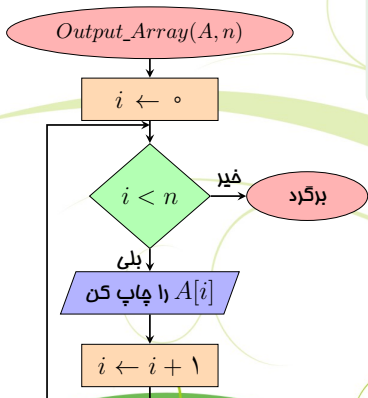 Output_Array(A, n)
i ← ۰
i < n
خیر
برگرد
بلی
A[i] را چاپ کن
i ← i + ۱